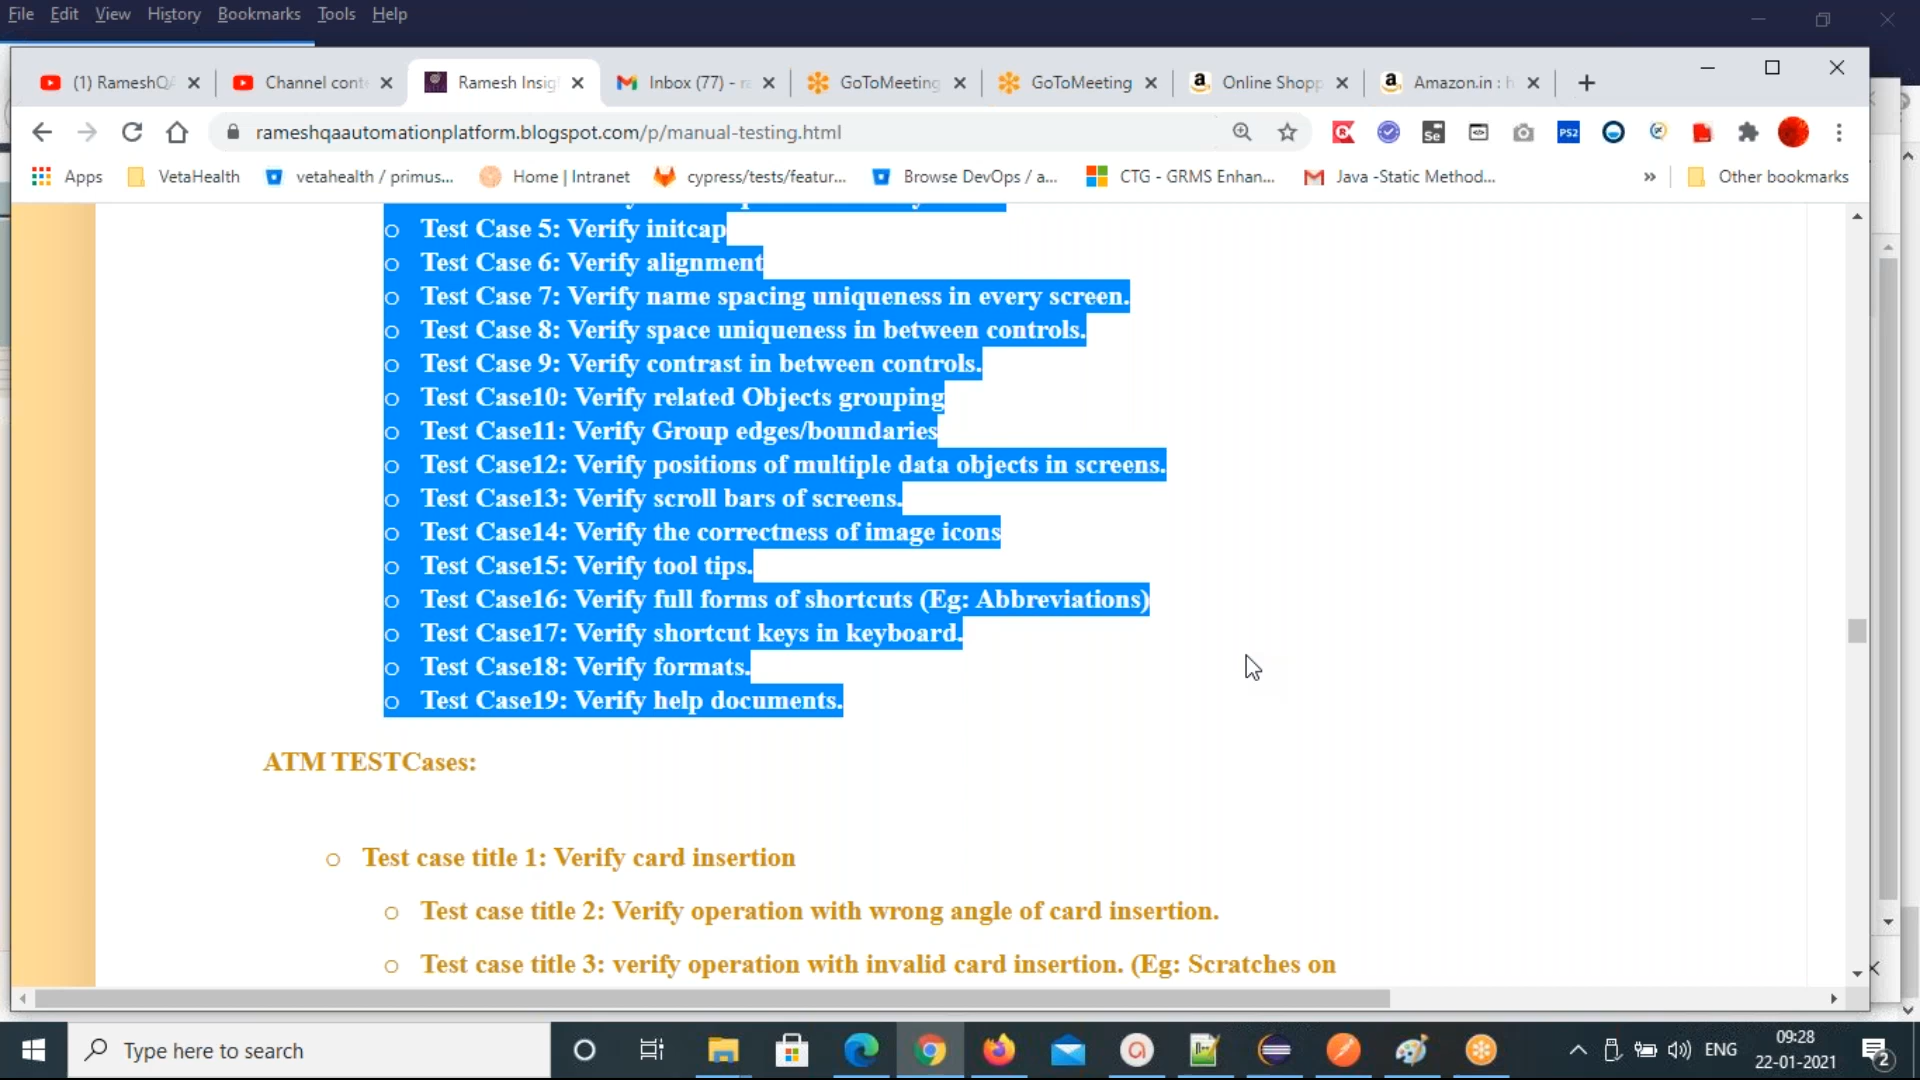 File Edit View History Bookmarks Tools Help
(1) RameshQA Channel cont Ramesh Insig Inbox (77) - ra GoToMeeting GoToMeeting Online Shopp Amazon.in : h
rameshqaautomationplatform.blogspot.com/p/manual-testing.html
Apps VetaHealth vetahealth / primus... Home | Intranet cypress/tests/featur... Browse DevOps / a... CTG - GRMS Enhan... Java -Static Method... » Other bookmarks
o Test Case 5: Verify initcap
o Test Case 6: Verify alignment
o Test Case 7: Verify name spacing uniqueness in every screen.
o Test Case 8: Verify space uniqueness in between controls.
o Test Case 9: Verify contrast in between controls.
o Test Case10: Verify related Objects grouping
o Test Case11: Verify Group edges/boundaries
o Test Case12: Verify positions of multiple data objects in screens.
o Test Case13: Verify scroll bars of screens.
o Test Case14: Verify the correctness of image icons
o Test Case15: Verify tool tips.
o Test Case16: Verify full forms of shortcuts (Eg: Abbreviations)
o Test Case17: Verify shortcut keys in keyboard.
o Test Case18: Verify formats.
o Test Case19: Verify help documents.
ATM TESTCases:
o Test case title 1: Verify card insertion
o Test case title 2: Verify operation with wrong angle of card insertion.
o Test case title 3: verify operation with invalid card insertion. (Eg: Scratches on
Type here to search
ENG
09:28
22-01-2021
2